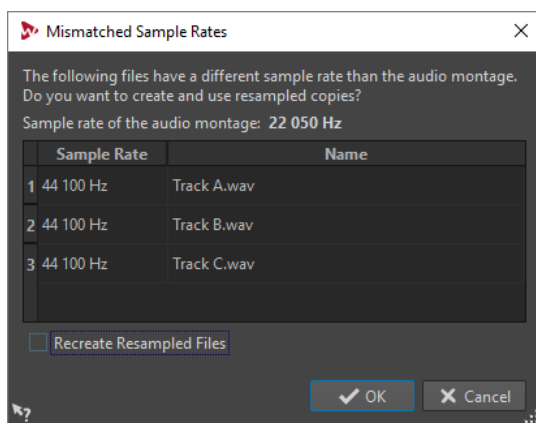 Mismatched Sample Rates
The following files have a different sample rate than the audio montage.
Do you want to create and use resampled copies?
Sample rate of the audio montage: 22 050 Hz
Sample Rate Name
1 44 100 Hz Track A.wav
2 44 100 Hz Track B.wav
3 44 100 Hz Track C.wav
Recreate Resampled Files
OK Cancel
?